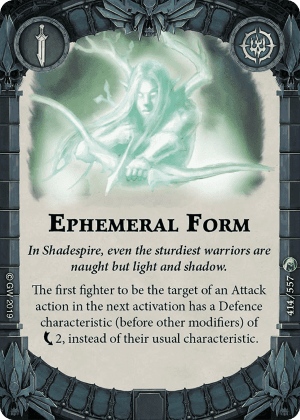 EPHEMERAL FORM
In Shadespire, even the sturdiest warriors are
naught but light and shadow.
The first fighter to be the target of an Attack
action in the next activation has a Defence
characteristic (before other modifiers) of
2, instead of their usual characteristic.
© GW 2019
414/557